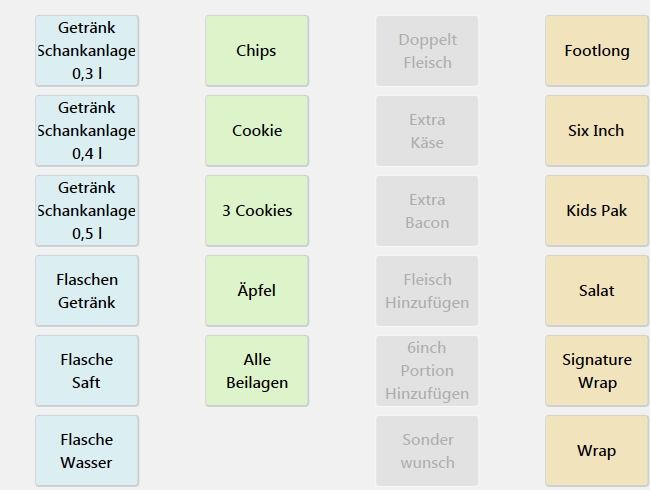 Getränk
Schankanlage
0,3 l
Chips
Doppelt
Fleisch
Footlong
Getränk
Schankanlage
0,4 l
Cookie
Extra
Käse
Six Inch
Getränk
Schankanlage
0,5 l
3 Cookies
Extra
Bacon
Kids Pak
Flaschen
Getränk
Äpfel
Fleisch
Hinzufügen
Salat
Flasche
Saft
Alle
Beilagen
6inch
Portion
Hinzufügen
Signature
Wrap
Flasche
Wasser
Sonder
wunsch
Wrap